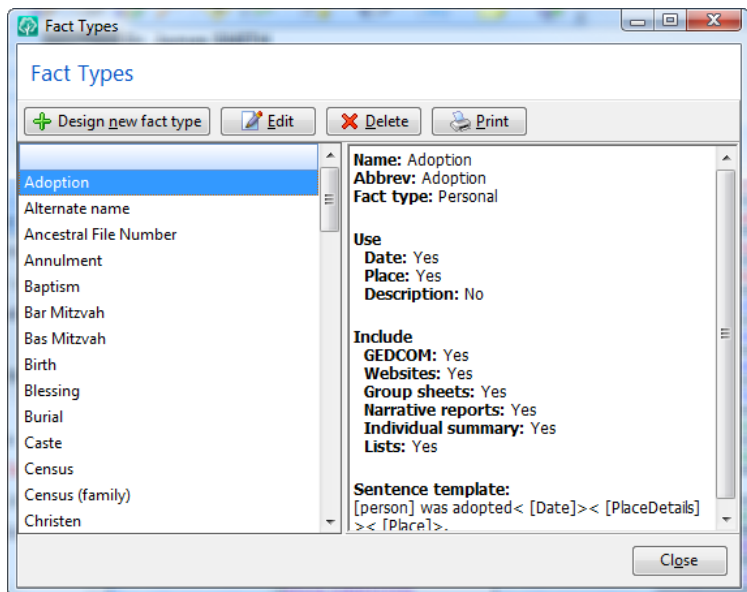 Fact Types
Fact Types
Design new fact type
Edit
Delete
Print
Adoption
Alternate name
Ancestral File Number
Annulment
Baptism
Bar Mitzvah
Bas Mitzvah
Birth
Blessing
Burial
Caste
Census
Census (family)
Christen
Name: Adoption
Abbrev: Adoption
Fact type: Personal
Use
Date: Yes
Place: Yes
Description: No
Include
GEDCOM: Yes
Websites: Yes
Group sheets: Yes
Narrative reports: Yes
Individual summary: Yes
Lists: Yes
Sentence template:
[person] was adopted< [Date]>< [PlaceDetails]
>< [Place]>.
Close